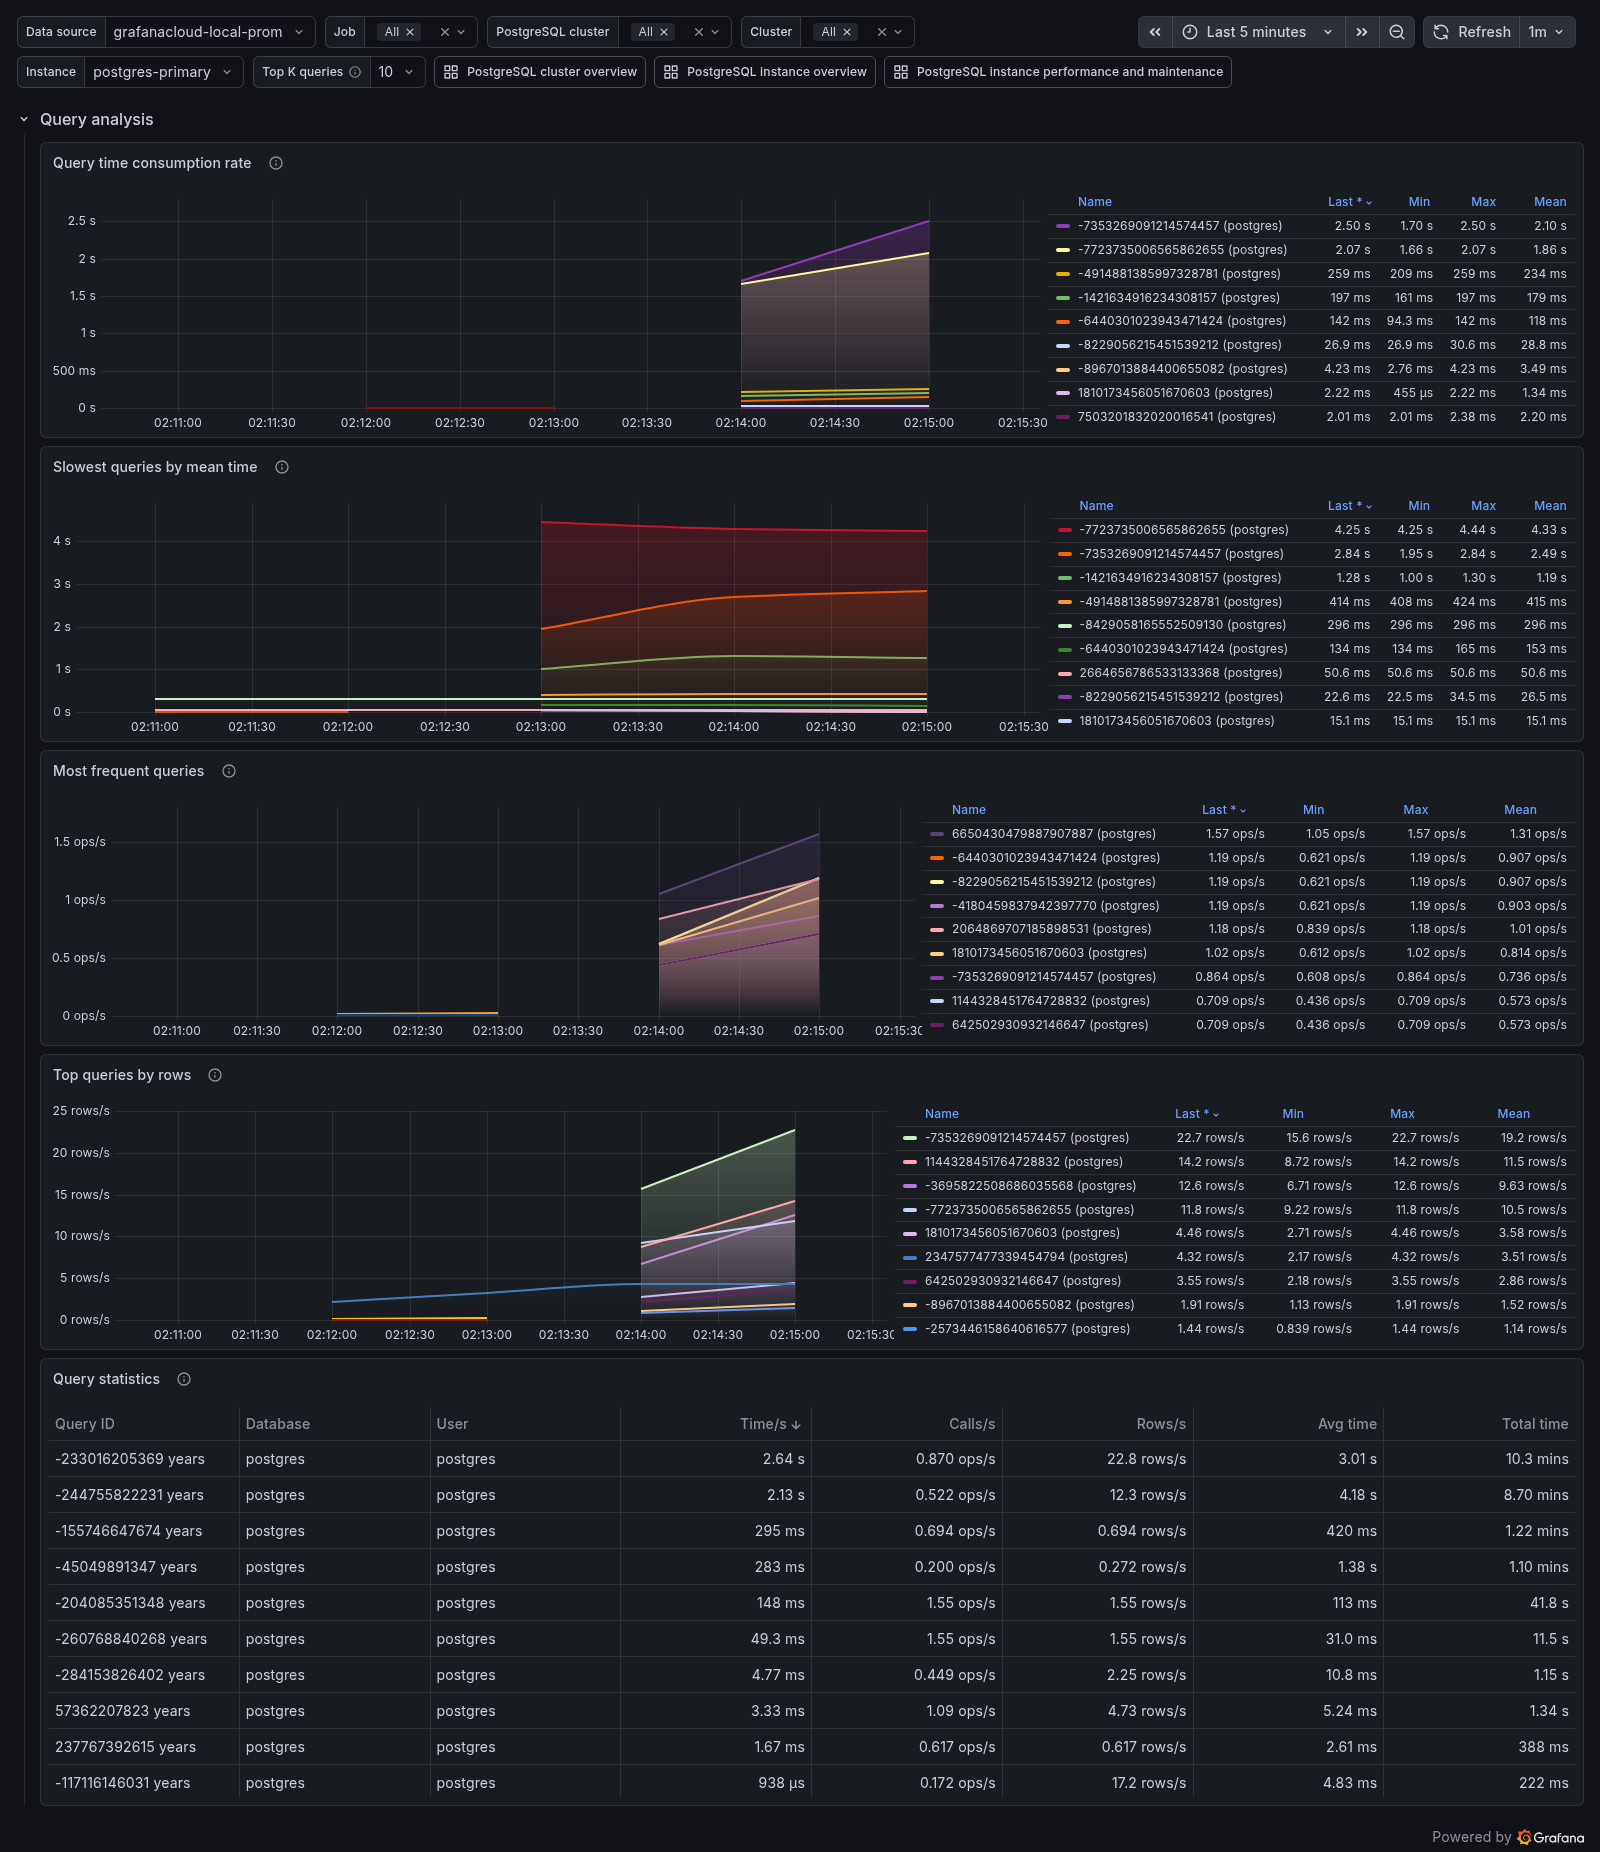 Data source grafanacloud-local-prom Job All PostgreSQL cluster All Cluster All Last 5 minutes Refresh 1m
Instance postgres-primary Top K queries 10 PostgreSQL cluster overview PostgreSQL instance overview PostgreSQL instance performance and maintenance
Query analysis
Query time consumption rate
2.5 s
2 s
1.5 s
1 s
500 ms
0 s
02:11:00 02:11:30 02:12:00 02:12:30 02:13:00 02:13:30 02:14:00 02:14:30 02:15:00 02:15:30
Name Last * Min Max Mean
-7353269091214574457 (postgres) 2.50 s 1.70 s 2.50 s 2.10 s
-7723735006565862655 (postgres) 2.07 s 1.66 s 2.07 s 1.86 s
-4914881385997328781 (postgres) 259 ms 209 ms 259 ms 234 ms
-1421634916234308157 (postgres) 197 ms 161 ms 197 ms 179 ms
-6440301023943471424 (postgres) 142 ms 94.3 ms 142 ms 118 ms
-8229056215451539212 (postgres) 26.9 ms 26.9 ms 30.6 ms 28.8 ms
-8967013884400655082 (postgres) 4.23 ms 2.76 ms 4.23 ms 3.49 ms
1810173456051670603 (postgres) 2.22 ms 455 µs 2.22 ms 1.34 ms
7503201832020016541 (postgres) 2.01 ms 2.01 ms 2.38 ms 2.20 ms
Slowest queries by mean time
4 s
3 s
2 s
1 s
0 s
02:11:00 02:11:30 02:12:00 02:12:30 02:13:00 02:13:30 02:14:00 02:14:30 02:15:00 02:15:30
Name Last * Min Max Mean
-7723735006565862655 (postgres) 4.25 s 4.25 s 4.44 s 4.33 s
-7353269091214574457 (postgres) 2.84 s 1.95 s 2.84 s 2.49 s
-1421634916234308157 (postgres) 1.28 s 1.00 s 1.30 s 1.19 s
-4914881385997328781 (postgres) 414 ms 408 ms 424 ms 415 ms
-8429058165552509130 (postgres) 296 ms 296 ms 296 ms 296 ms
-6440301023943471424 (postgres) 134 ms 134 ms 165 ms 153 ms
2664656786533133368 (postgres) 50.6 ms 50.6 ms 50.6 ms 50.6 ms
-8229056215451539212 (postgres) 22.6 ms 22.5 ms 34.5 ms 26.5 ms
1810173456051670603 (postgres) 15.1 ms 15.1 ms 15.1 ms 15.1 ms
Most frequent queries
1.5 ops/s
1 ops/s
0.5 ops/s
0 ops/s
02:11:00 02:11:30 02:12:00 02:12:30 02:13:00 02:13:30 02:14:00 02:14:30 02:15:00 02:15:30
Name Last * Min Max Mean
6650430479887907887 (postgres) 1.57 ops/s 1.05 ops/s 1.57 ops/s 1.31 ops/s
-6440301023943471424 (postgres) 1.19 ops/s 0.621 ops/s 1.19 ops/s 0.907 ops/s
-8229056215451539212 (postgres) 1.19 ops/s 0.621 ops/s 1.19 ops/s 0.907 ops/s
-4180459837942397770 (postgres) 1.19 ops/s 0.621 ops/s 1.19 ops/s 0.903 ops/s
2064869707185898531 (postgres) 1.18 ops/s 0.839 ops/s 1.18 ops/s 1.01 ops/s
1810173456051670603 (postgres) 1.02 ops/s 0.612 ops/s 1.02 ops/s 0.814 ops/s
-7353269091214574457 (postgres) 0.864 ops/s 0.608 ops/s 0.864 ops/s 0.736 ops/s
1144328451764728832 (postgres) 0.709 ops/s 0.436 ops/s 0.709 ops/s 0.573 ops/s
642502930932146647 (postgres) 0.709 ops/s 0.436 ops/s 0.709 ops/s 0.573 ops/s
Top queries by rows
25 rows/s
20 rows/s
15 rows/s
10 rows/s
5 rows/s
0 rows/s
02:11:00 02:11:30 02:12:00 02:12:30 02:13:00 02:13:30 02:14:00 02:14:30 02:15:00 02:15:30
Name Last * Min Max Mean
-7353269091214574457 (postgres) 22.7 rows/s 15.6 rows/s 22.7 rows/s 19.2 rows/s
1144328451764728832 (postgres) 14.2 rows/s 8.72 rows/s 14.2 rows/s 11.5 rows/s
-3695822508686035568 (postgres) 12.6 rows/s 6.71 rows/s 12.6 rows/s 9.63 rows/s
-7723735006565862655 (postgres) 11.8 rows/s 9.22 rows/s 11.8 rows/s 10.5 rows/s
1810173456051670603 (postgres) 4.46 rows/s 2.71 rows/s 4.46 rows/s 3.58 rows/s
2347577477339454794 (postgres) 4.32 rows/s 2.17 rows/s 4.32 rows/s 3.51 rows/s
642502930932146647 (postgres) 3.55 rows/s 2.18 rows/s 3.55 rows/s 2.86 rows/s
-8967013884400655082 (postgres) 1.91 rows/s 1.13 rows/s 1.91 rows/s 1.52 rows/s
-2573446158640616577 (postgres) 1.44 rows/s 0.839 rows/s 1.44 rows/s 1.14 rows/s
Query statistics
Query ID Database User Time/s Calls/s Rows/s Avg time Total time
-233016205369 years postgres postgres 2.64 s 0.870 ops/s 22.8 rows/s 3.01 s 10.3 mins
-244755822231 years postgres postgres 2.13 s 0.522 ops/s 12.3 rows/s 4.18 s 8.70 mins
-155746647674 years postgres postgres 295 ms 0.694 ops/s 0.694 rows/s 420 ms 1.22 mins
-45049891347 years postgres postgres 283 ms 0.200 ops/s 0.272 rows/s 1.38 s 1.10 mins
-204085351348 years postgres postgres 148 ms 1.55 ops/s 1.55 rows/s 113 ms 41.8 s
-260768840268 years postgres postgres 49.3 ms 1.55 ops/s 1.55 rows/s 31.0 ms 11.5 s
-284153826402 years postgres postgres 4.77 ms 0.449 ops/s 2.25 rows/s 10.8 ms 1.15 s
57362207823 years postgres postgres 3.33 ms 1.09 ops/s 4.73 rows/s 5.24 ms 1.34 s
237767392615 years postgres postgres 1.67 ms 0.617 ops/s 0.617 rows/s 2.61 ms 388 ms
-117116146031 years postgres postgres 938 µs 0.172 ops/s 17.2 rows/s 4.83 ms 222 ms
Powered by Grafana